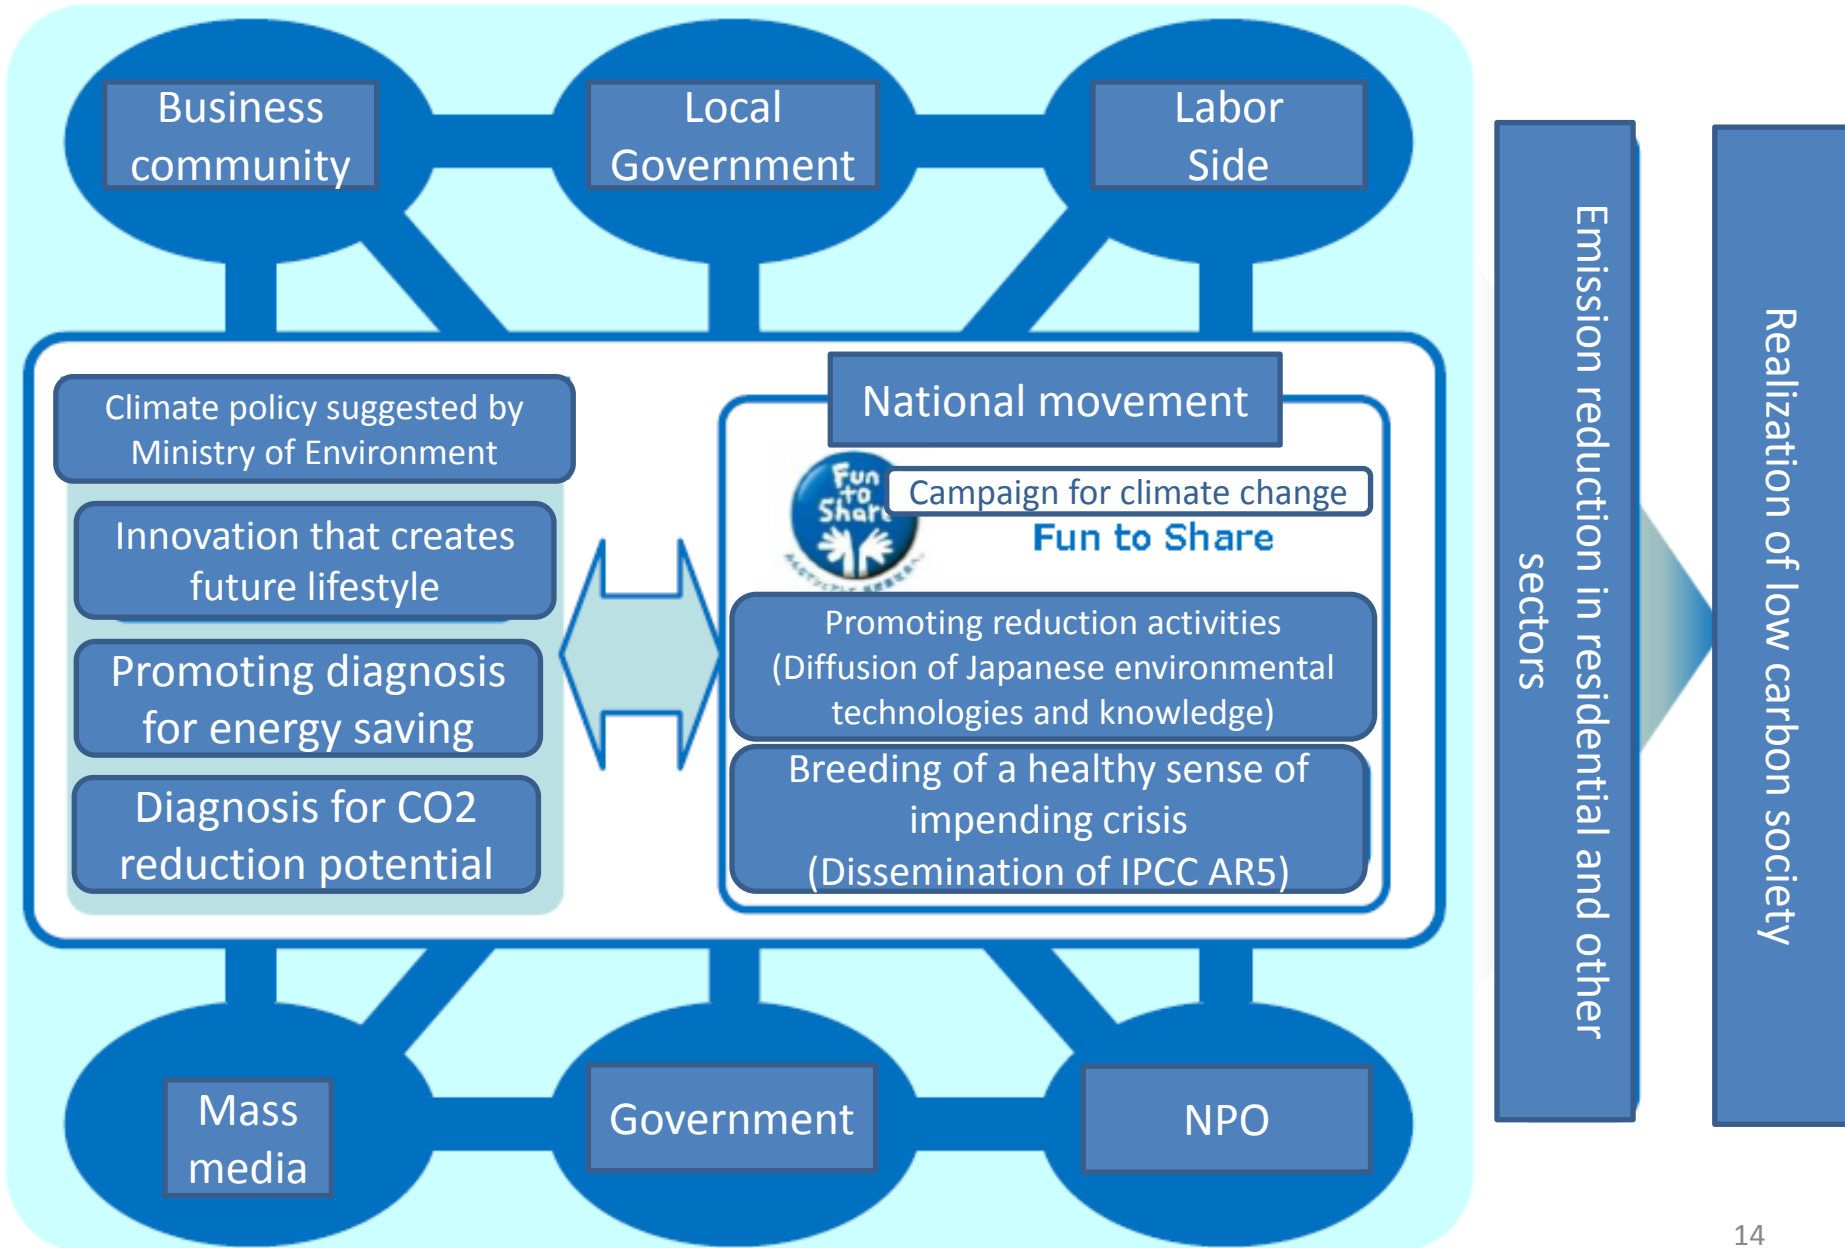 Business
community
Local
Government
Labor
Side
Climate policy suggested by
Ministry of Environment
Innovation that creates
future lifestyle
Promoting diagnosis
for energy saving
Diagnosis for CO2
reduction potential
National movement
Fun
to
Share
Campaign for climate change
Fun to Share
Promoting reduction activities
(Diffusion of Japanese environmental
technologies and knowledge)
Breeding of a healthy sense of
impending crisis
(Dissemination of IPCC AR5)
Mass
media
Government
NPO
Emission reduction in residential and other
sectors
Realization of low carbon society
14